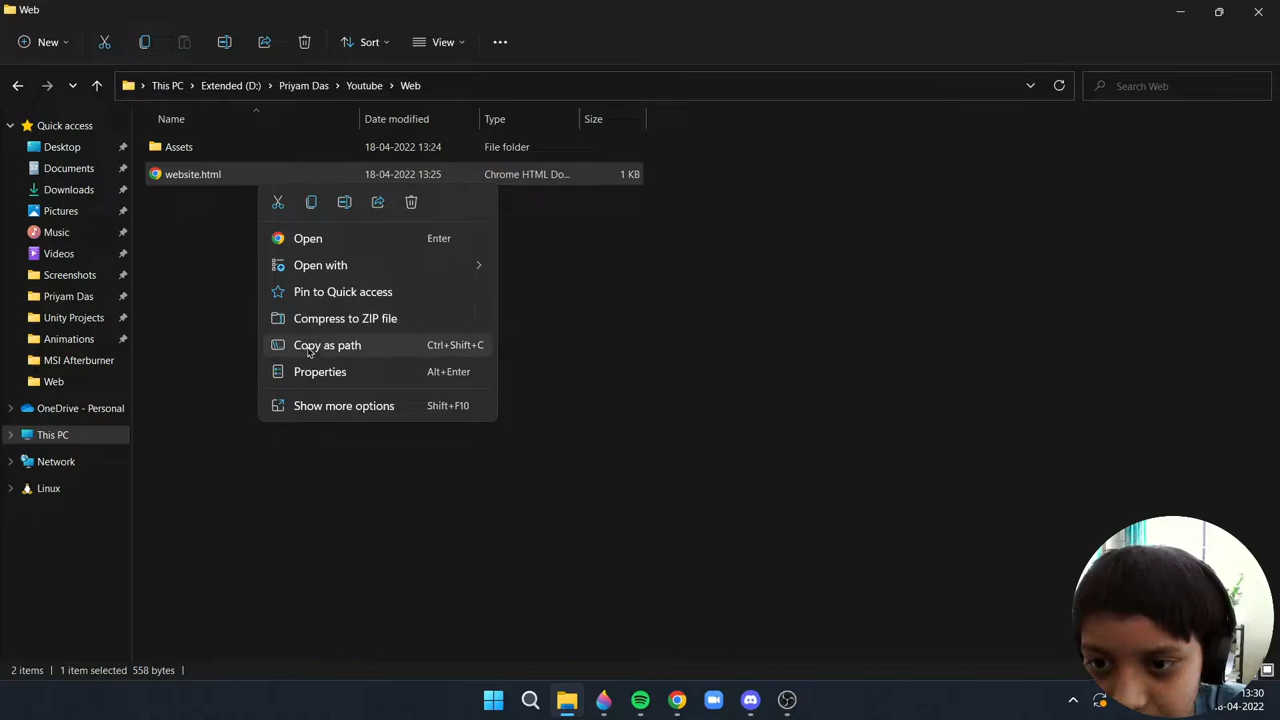 Web
New
Sort
View
This PC
Extended (D:)
Priyam Das
Youtube
Web
Search Web
Quick access
Desktop
Documents
Downloads
Pictures
Music
Videos
Screenshots
Priyam Das
Unity Projects
Animations
MSI Afterburner
Web
OneDrive - Personal
This PC
Network
Linux
Name Date modified Type Size
Assets 18-04-2022 13:24 File folder
website.html 18-04-2022 13:25 Chrome HTML Do... 1 KB
Open Enter
Open with
Pin to Quick access
Compress to ZIP file
Copy as path Ctrl+Shift+C
Properties Alt+Enter
Show more options Shift+F10
2 items 1 item selected 558 bytes
13:30
18-04-2022